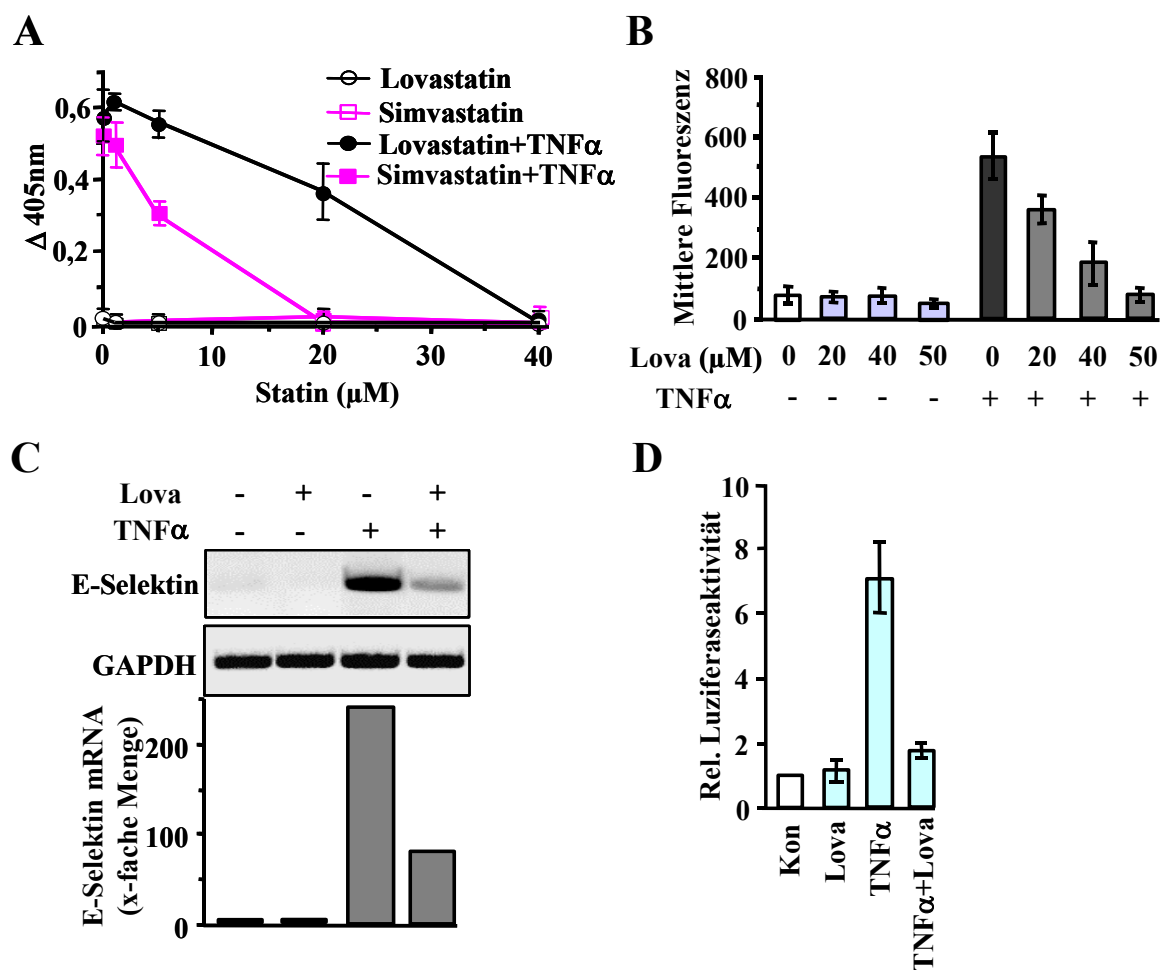 A
Δ 405nm
0,6
0,4
0,2
0
0 10 20 30 40
Statin (μM)
Lovastatin
Simvastatin
Lovastatin+TNFα
Simvastatin+TNFα
B
Mittlere Fluoreszenz
800
600
400
200
0
Lova (μM) 0 20 40 50 0 20 40 50
TNFα - - - - + + + +
C
Lova - + - +
TNFα - - + +
E-Selektin
GAPDH
E-Selektin mRNA
(x-fache Menge)
200
100
0
D
Rel. Luziferaseaktivität
10
8
6
4
2
0
Kon
Lova
TNFα
TNFα+Lova